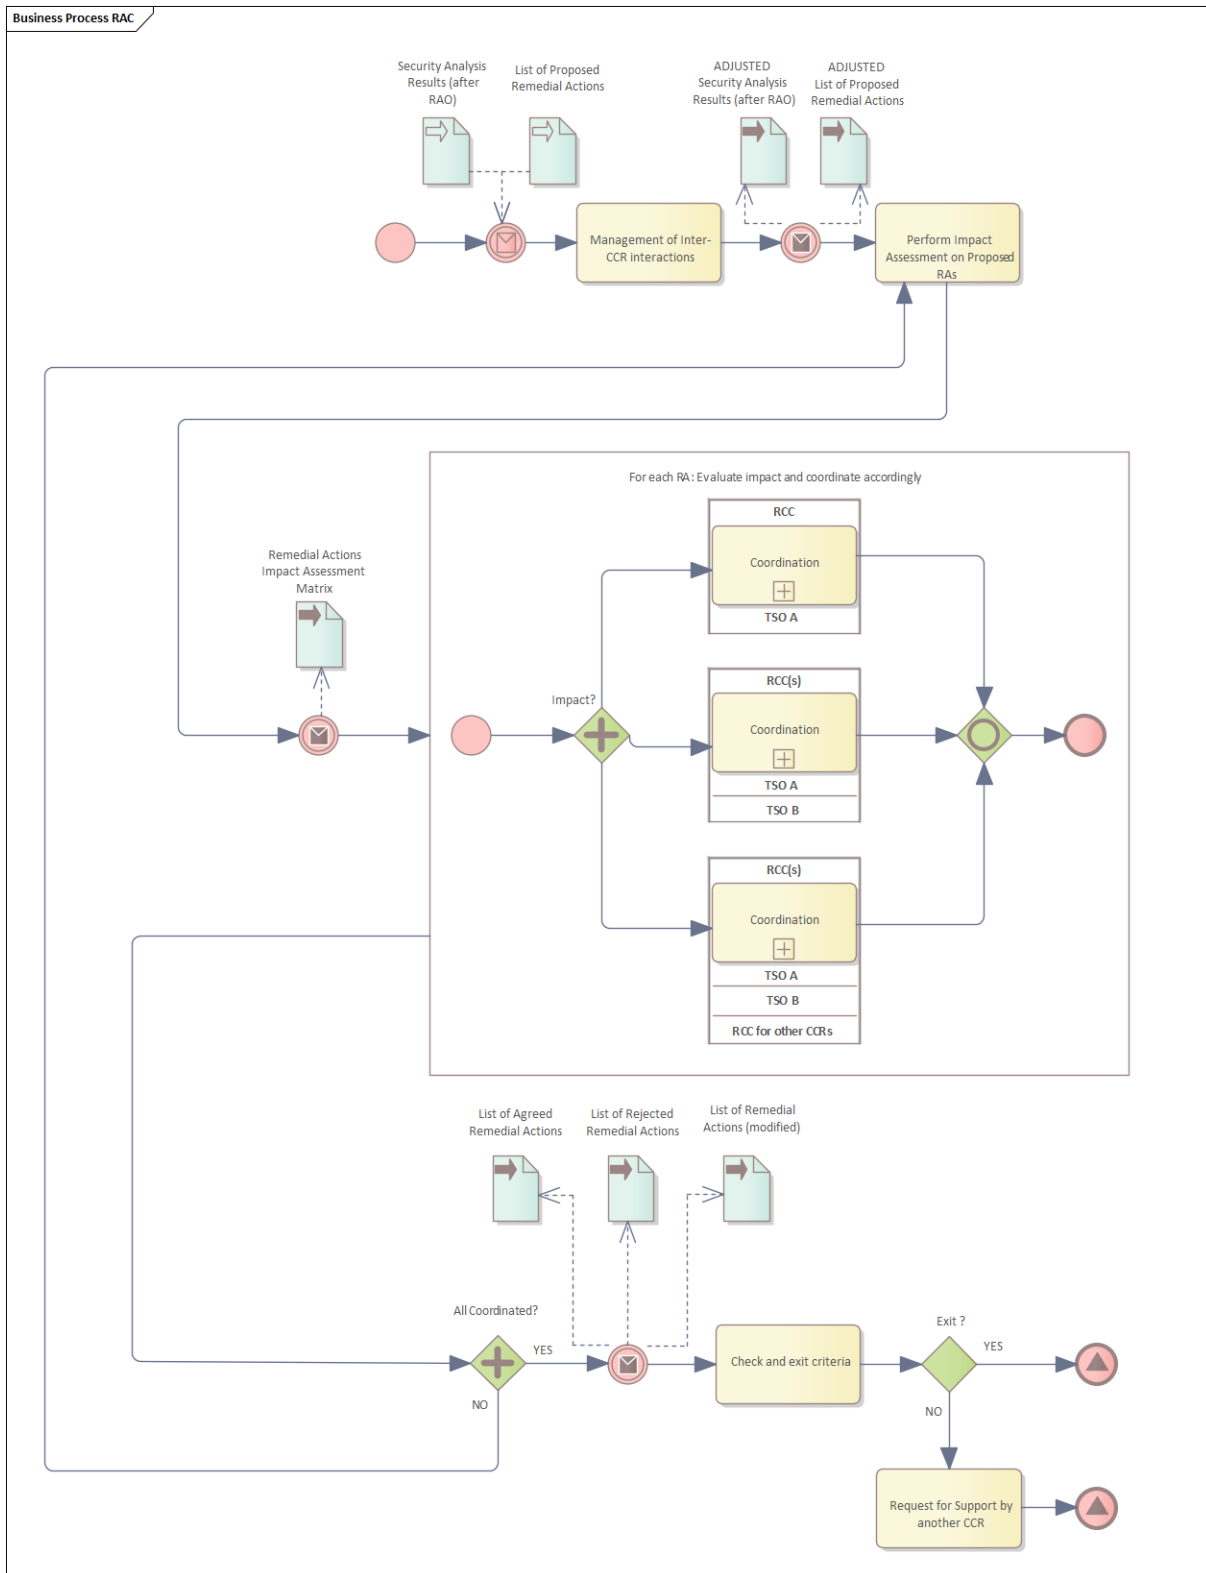 Business Process RAC
Security Analysis
Results (after
RAO)
List of Proposed
Remedial Actions
ADJUSTED
Security Analysis
Results (after RAO)
ADJUSTED
List of Proposed
Remedial Actions
Management of Inter-
CCR interactions
Perform Impact
Assessment on Proposed
RAs
For each RA: Evaluate impact and coordinate accordingly
RCC
Coordination
TSO A
Remedial Actions
Impact Assessment
Matrix
Impact?
RCC(s)
Coordination
TSO A
TSO B
RCC(s)
Coordination
TSO A
TSO B
RCC for other CCRs
List of Agreed
Remedial Actions
List of Rejected
Remedial Actions
List of Remedial
Actions (modified)
All Coordinated?
YES
NO
Check and exit criteria
Exit ?
YES
NO
Request for Support by
another CCR